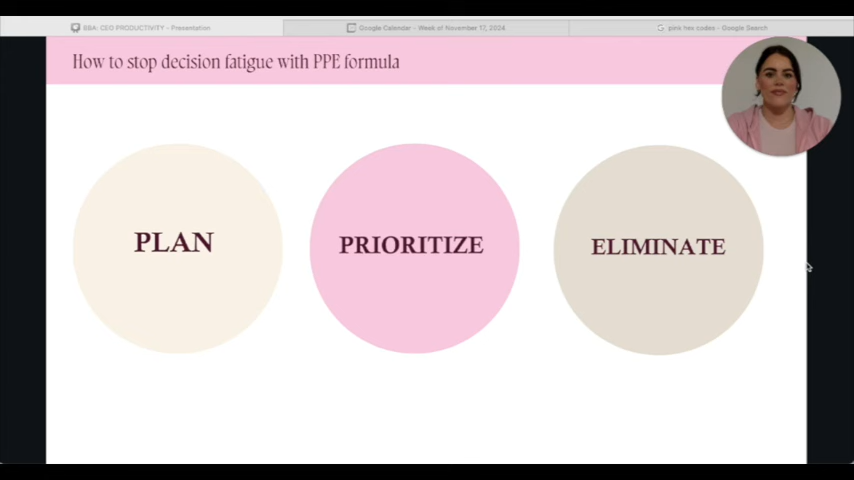 BBA: CEO PRODUCTIVITY - Presentation
Google Calendar - Week of November 17, 2024
pink hex codes - Google Search
How to stop decision fatigue with PPE formula
PLAN
PRIORITIZE
ELIMINATE